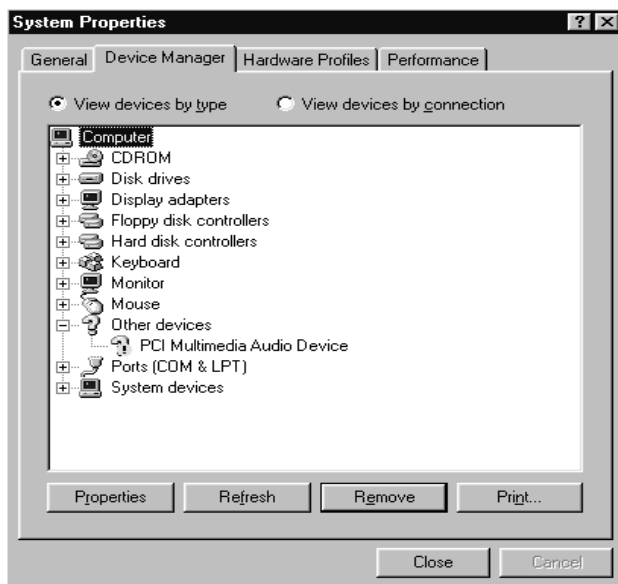 System Properties
General Device Manager Hardware Profiles Performance
View devices by type View devices by connection
Computer
CDROM
Disk drives
Display adapters
Floppy disk controllers
Hard disk controllers
Keyboard
Monitor
Mouse
Other devices
PCI Multimedia Audio Device
Ports (COM & LPT)
System devices
Properties Refresh Remove Print...
Close Cancel